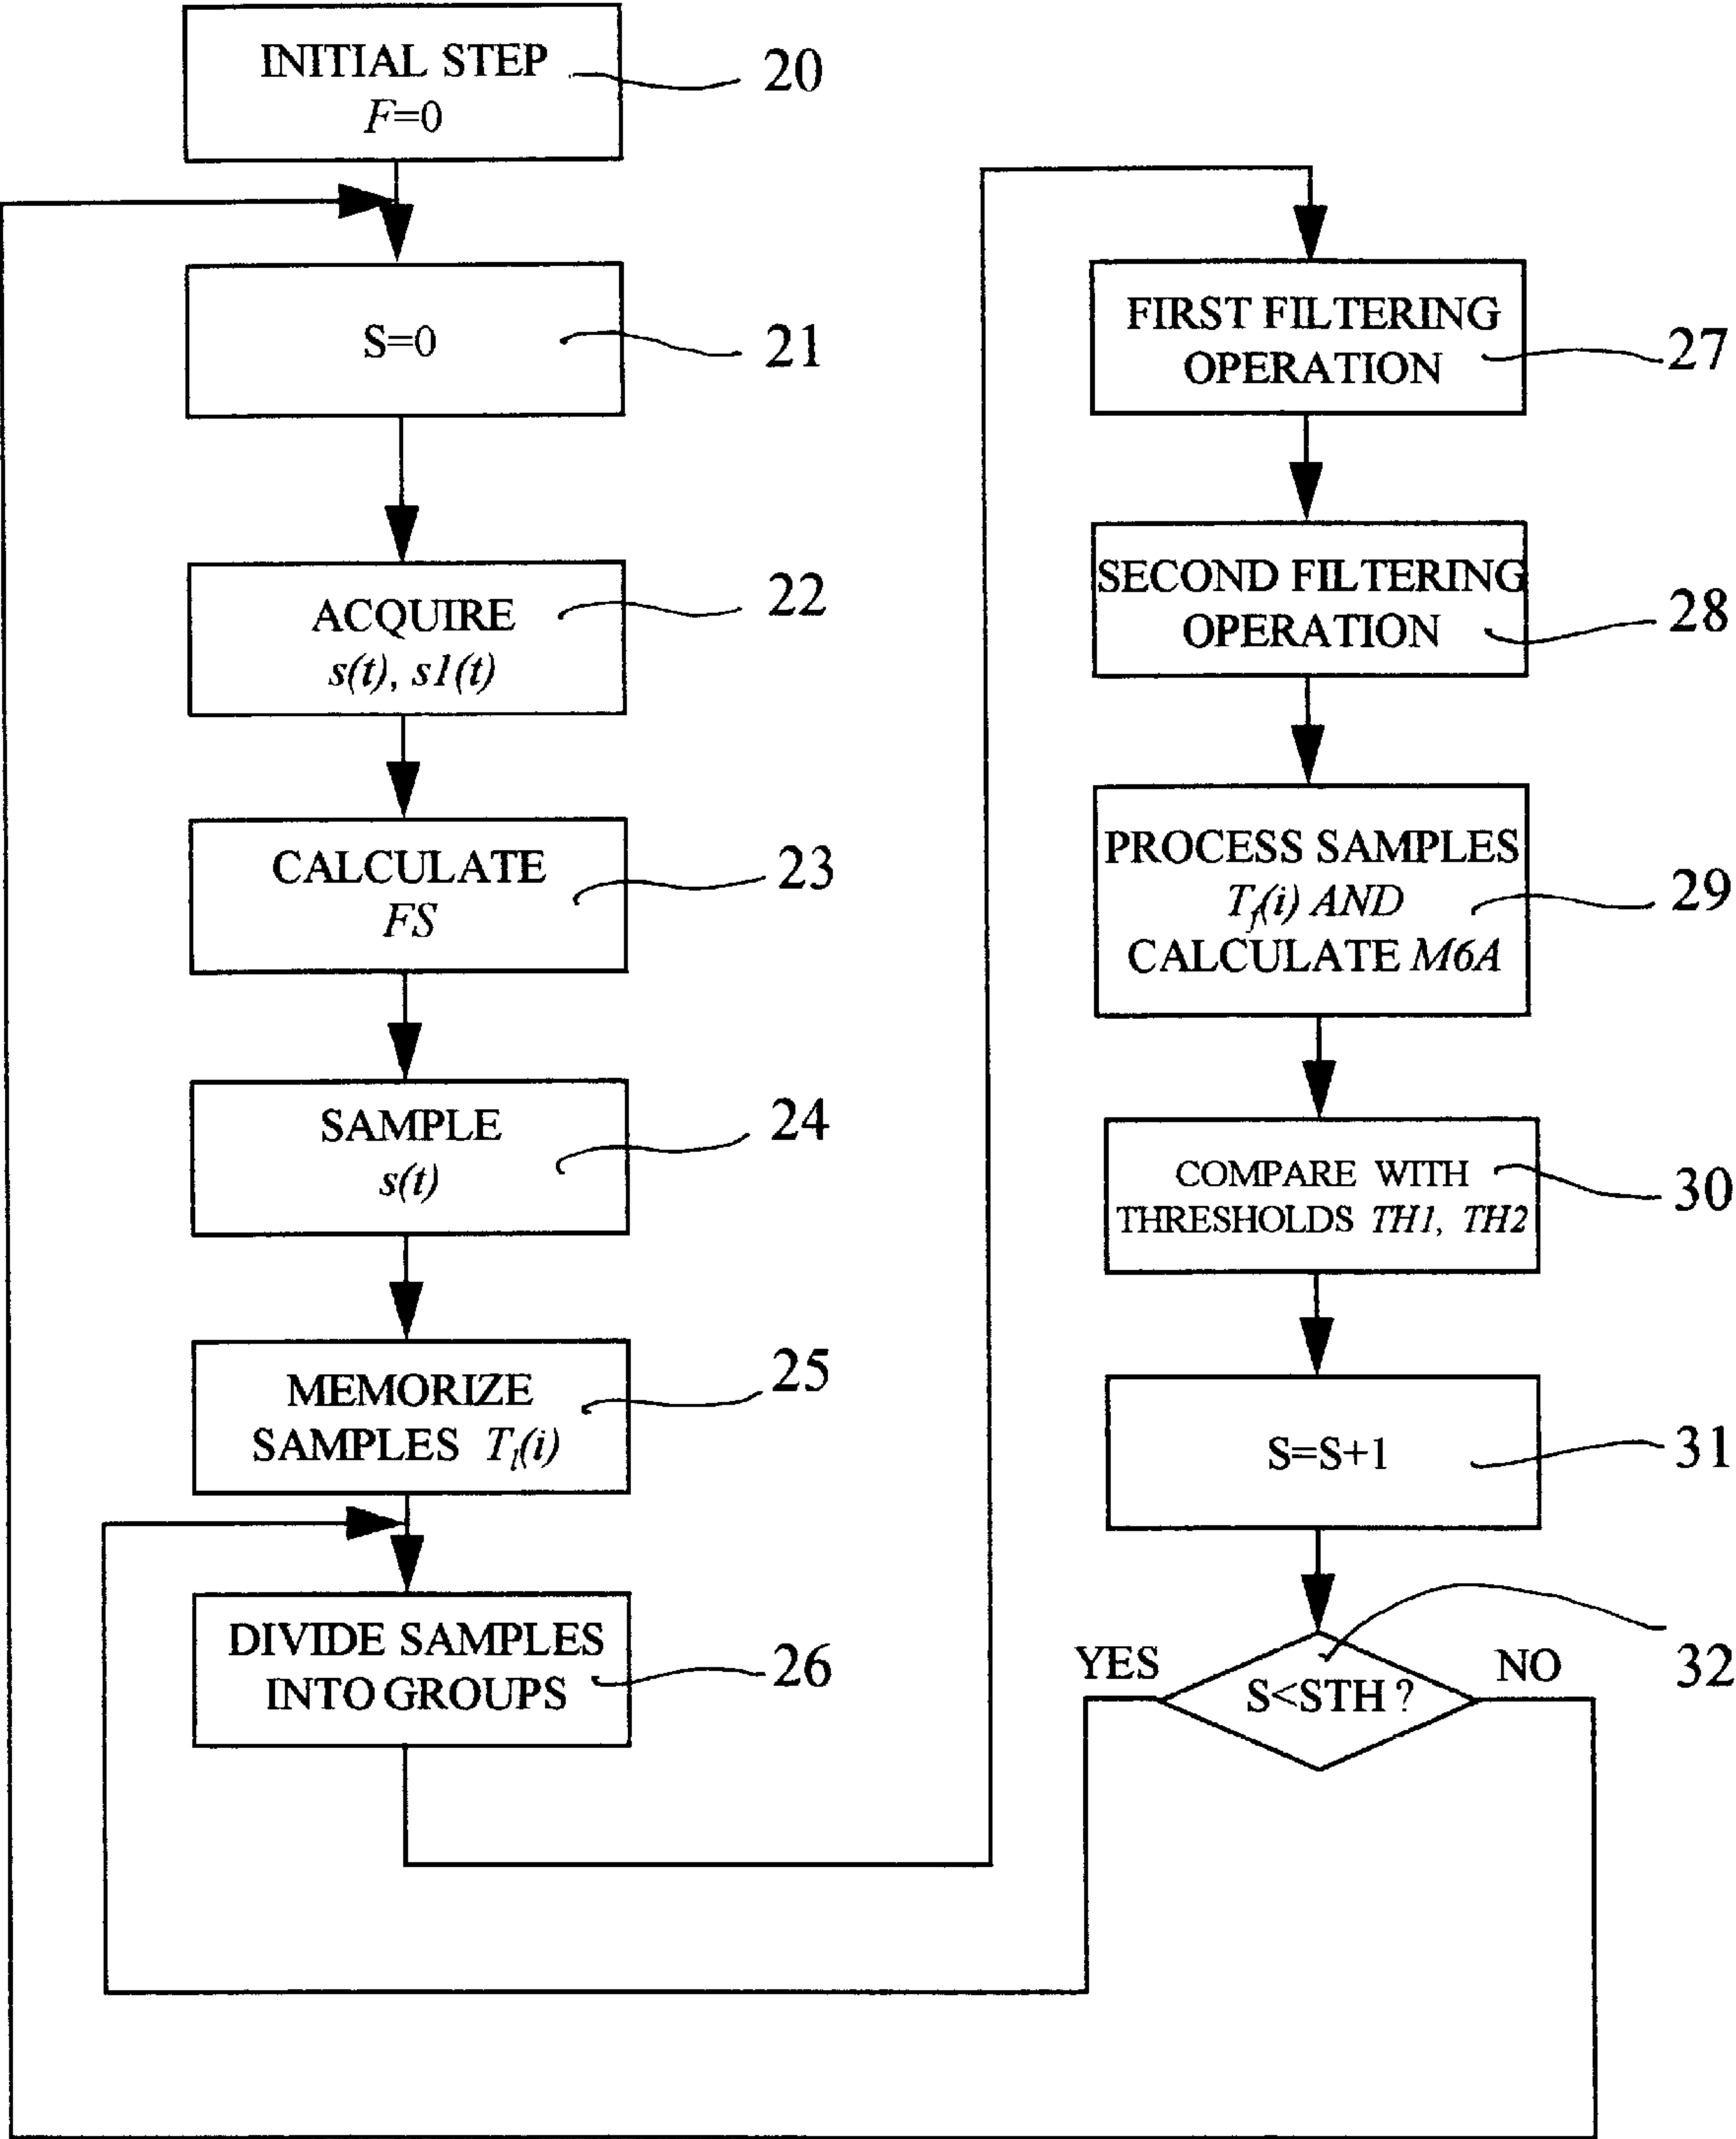 INITIAL STEP
F=0
20
S=0
21
ACQUIRE
s(t), s1(t)
22
CALCULATE
FS
23
SAMPLE
s(t)
24
MEMORIZE
SAMPLES Tl(i)
25
DIVIDE SAMPLES
INTO GROUPS
26
FIRST FILTERING
OPERATION
27
SECOND FILTERING
OPERATION
28
PROCESS SAMPLES
Tf(i) AND
CALCULATE M6A
29
COMPARE WITH
THRESHOLDS TH1, TH2
30
S=S+1
31
YES
S<STH ?
NO
32